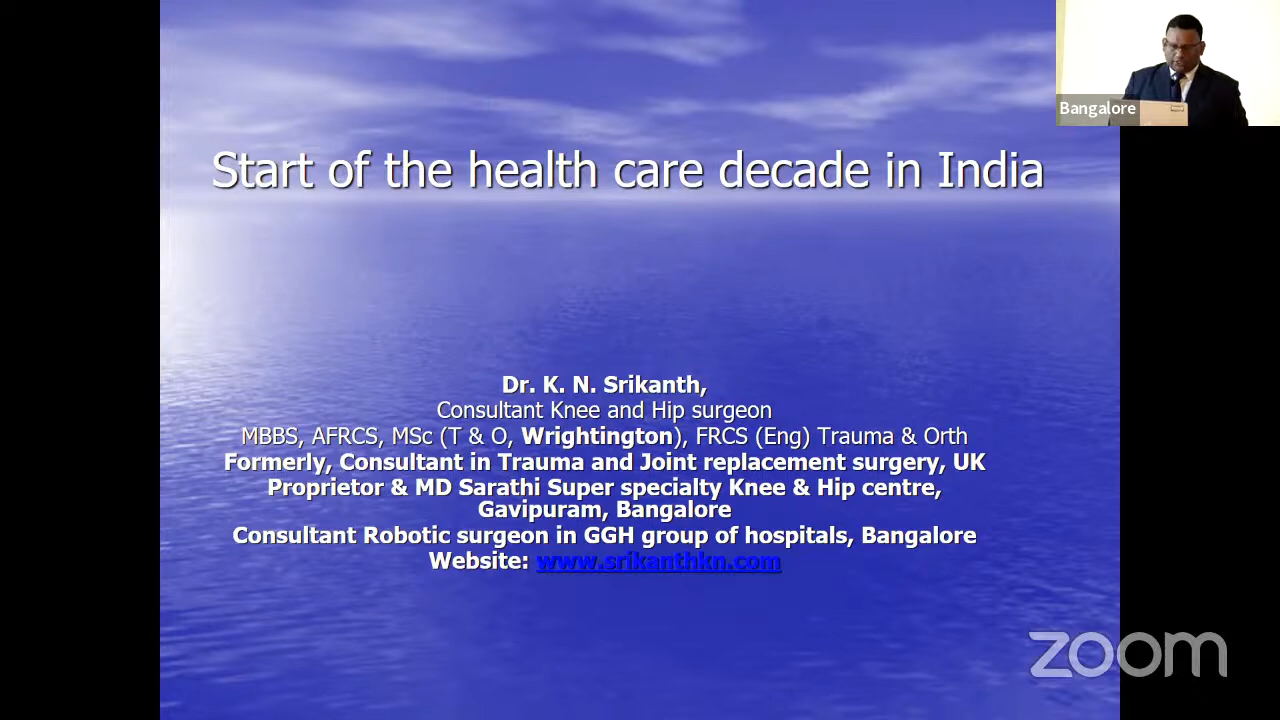 Bangalore
Start of the health care decade in India
Dr. K. N. Srikanth,
Consultant Knee and Hip surgeon
MBBS, AFRCS, MSc (T & O, Wrightington), FRCS (Eng) Trauma & Orth
Formerly, Consultant in Trauma and Joint replacement surgery, UK
Proprietor & MD Sarathi Super specialty Knee & Hip centre,
Gavipuram, Bangalore
Consultant Robotic surgeon in GGH group of hospitals, Bangalore
Website: www.srikanthkn.com
zoom